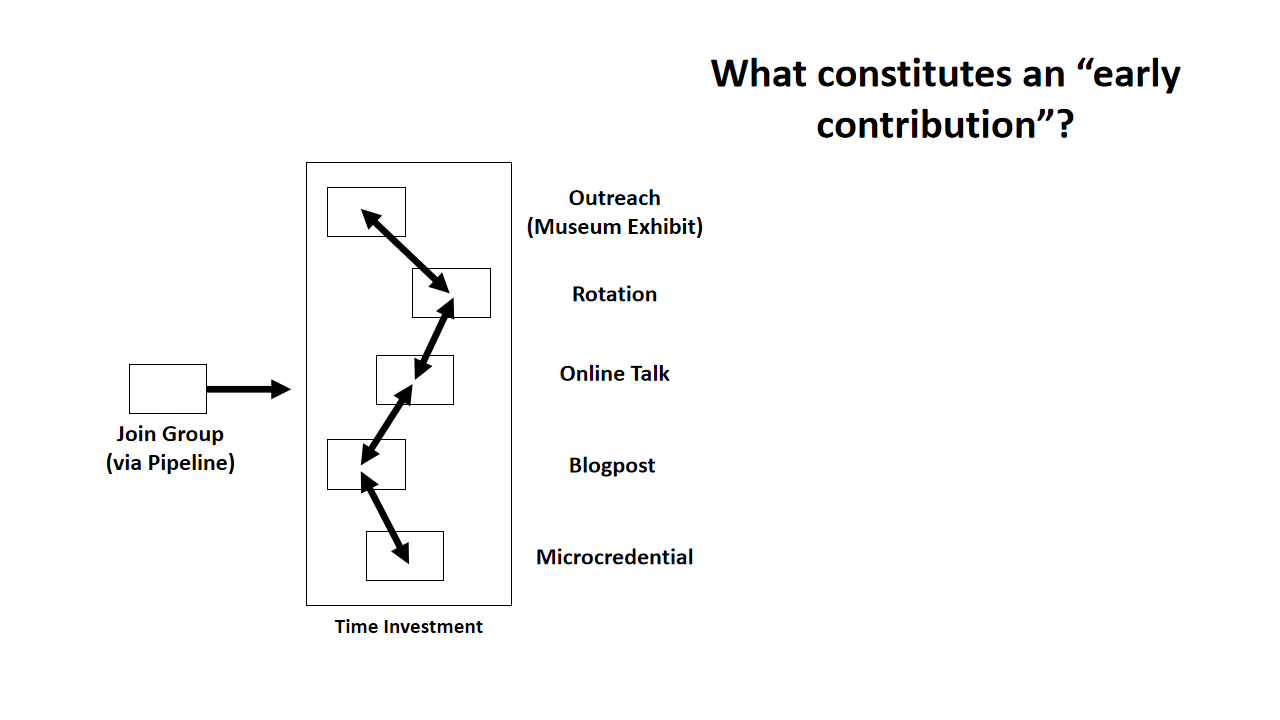 What constitutes an “early
contribution”?
Outreach
(Museum Exhibit)
Rotation
Online Talk
Join Group
(via Pipeline)
Blogpost
Microcredential
Time Investment